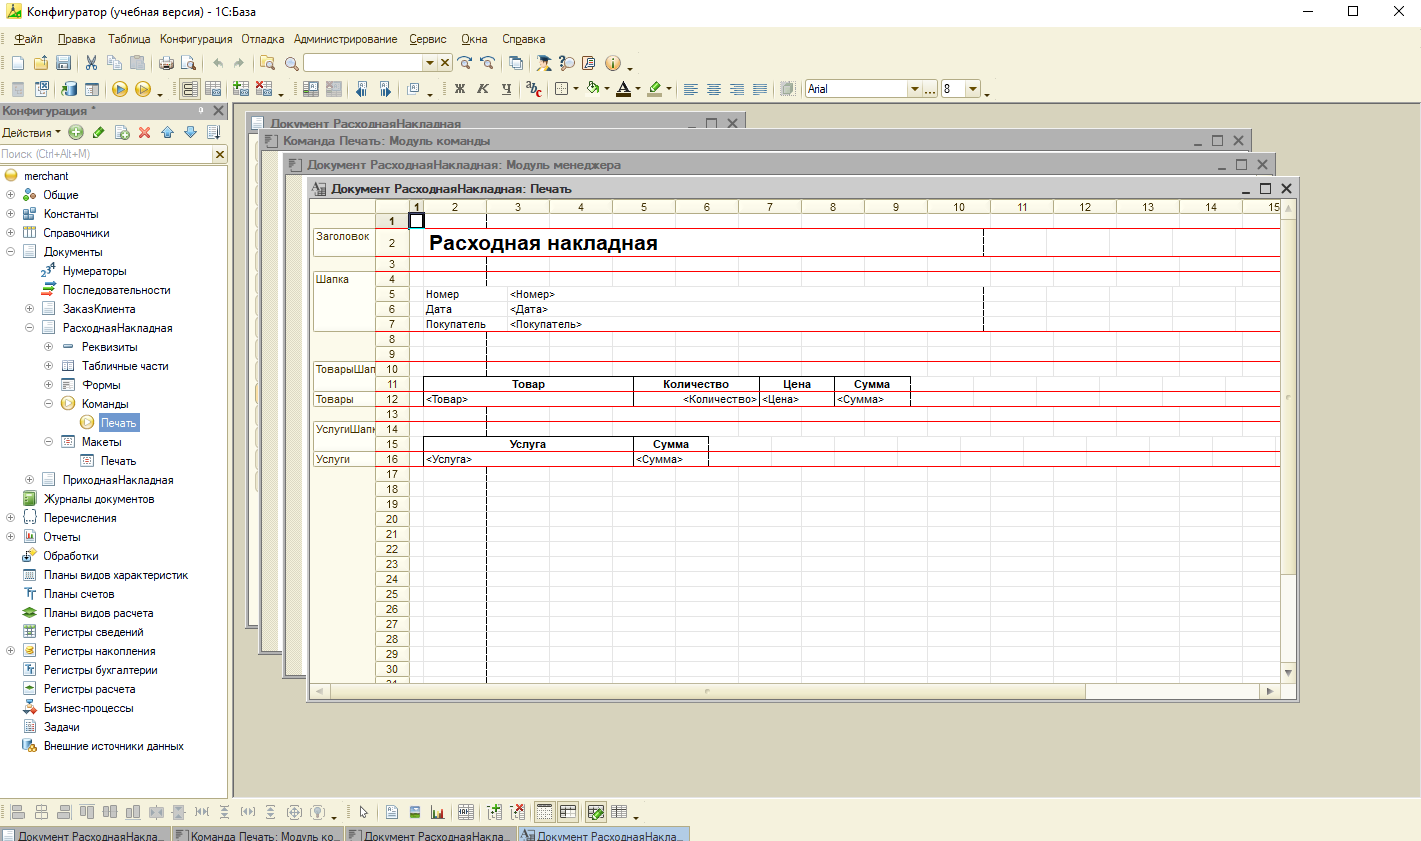 Конфигуратор (учебная версия) - 1С:База
Файл Правка Таблица Конфигурация Отладка Администрирование Сервис Окна Справка
Arial 8
Конфигурация *
Действия
Поиск (Ctrl+Alt+M)
merchant
Общие
Константы
Справочники
Документы
Нумераторы
Последовательности
ЗаказКлиента
РасходнаяНакладная
Реквизиты
Табличные части
Формы
Команды
Печать
Макеты
Печать
ПриходнаяНакладная
Журналы документов
Перечисления
Отчеты
Обработки
Планы видов характеристик
Планы счетов
Планы видов расчета
Регистры сведений
Регистры накопления
Регистры бухгалтерии
Регистры расчета
Бизнес-процессы
Задачи
Внешние источники данных
Документ РасходнаяНакладная
Команда Печать: Модуль команды
Документ РасходнаяНакладная: Модуль менеджера
Документ РасходнаяНакладная: Печать
1 2 3 4 5 6 7 8 9 10 11 12 13 14 15
1
Заголовок 2 Расходная накладная
3
Шапка 4
5 Номер <Номер>
6 Дата <Дата>
7 Покупатель <Покупатель>
8
9
ТоварыШап 10
11 Товар Количество Цена Сумма
Товары 12 <Товар> <Количество> <Цена> <Сумма>
13
УслугиШапк 14
15 Услуга Сумма
Услуги 16 <Услуга> <Сумма>
17
18
19
20
21
22
23
24
25
26
27
28
29
30
Документ РасходнаяНакла... Команда Печать: Модуль ко... Документ РасходнаяНакла... Документ РасходнаяНакла...